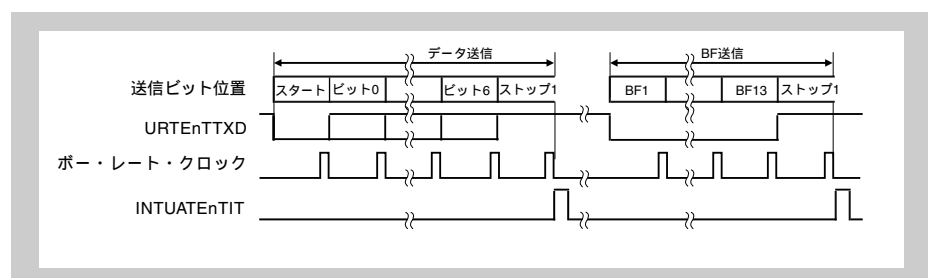 データ送信 BF送信
送信ビット位置 スタート ビット0 ビット6 ストップ1 BF1 BF13 ストップ1
URTEnTTXD
ボー・レート・クロック
INTUATEnTIT